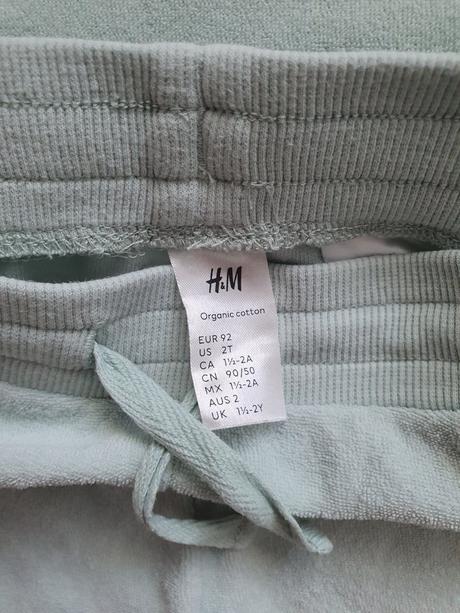 H&M
Organic cotton
EUR 92
US 2T
CA 1½-2A
CN 90/50
MX 1½-2A
AUS 2
UK 1½-2Y